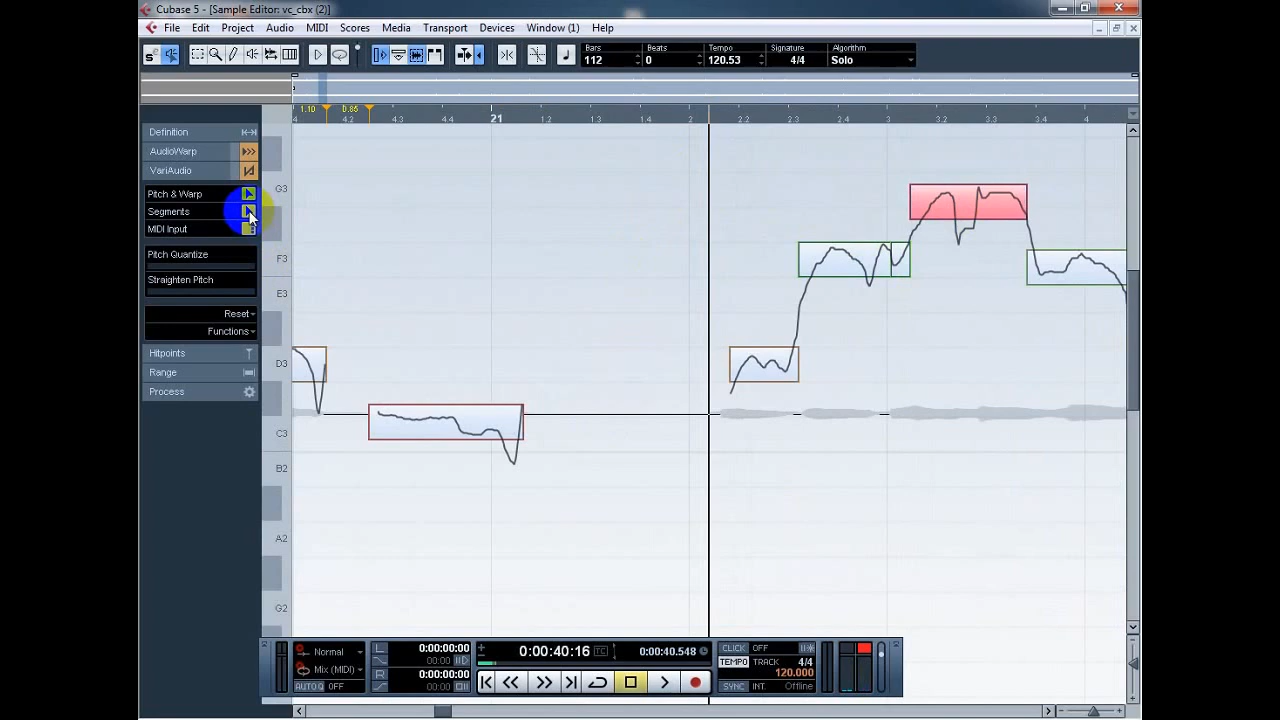 Cubase 5 - [Sample Editor: vc_cbx (2)]
File Edit Project Audio MIDI Scores Media Transport Devices Window (1) Help
Bars Beats Tempo Signature Algorithm
112 0 120.53 4/4 Solo
1.10 0.85
4 4.2 4.3 4.4 21 1.2 1.3 1.4 2 2.2 2.3 3 3.2 3.3 3.4 4
Definition
AudioWarp
VariAudio
Pitch & Warp
Segments
MIDI Input
Pitch Quantize
Straighten Pitch
Reset
Functions
Hitpoints
Range
Process
G3
F3
E3
D3
C3
B2
A2
G2
Normal
Mix (MIDI)
AUTO Q OFF
L 0:00:00:00
00:00
R 0:00:00:00
00:00
0:00:40:16 TC 0:00:40.548
CLICK OFF
TEMPO TRACK 4/4
120.000
SYNC INT. Offline